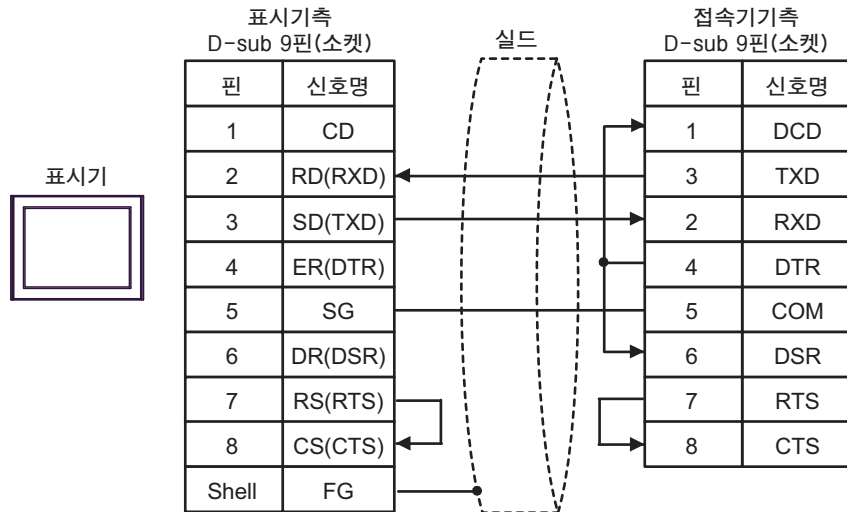 표시기측
D-sub 9핀(소켓)
실드
접속기기측
D-sub 9핀(소켓)
표시기
핀 신호명
1 CD
2 RD(RXD)
3 SD(TXD)
4 ER(DTR)
5 SG
6 DR(DSR)
7 RS(RTS)
8 CS(CTS)
Shell FG
핀 신호명
1 DCD
3 TXD
2 RXD
4 DTR
5 COM
6 DSR
7 RTS
8 CTS